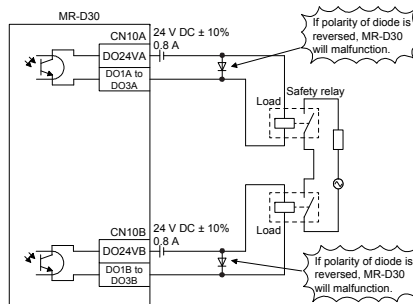 MR-D30
CN10A
24 V DC ± 10%
0.8 A
DO24VA
DO1A to
DO3A
If polarity of diode is
reversed, MR-D30
will malfunction.
Load
Safety relay
CN10B
24 V DC ± 10%
0.8 A
DO24VB
DO1B to
DO3B
Load
If polarity of diode is
reversed, MR-D30
will malfunction.